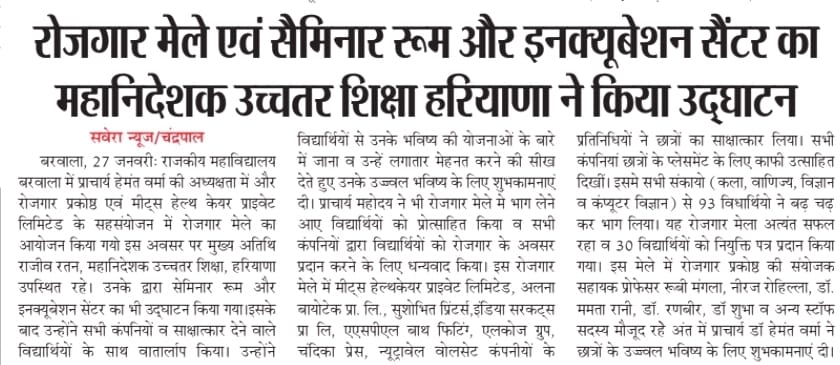 रोजगार मेले एवं सैमिनार रूम और इनक्यूबेशन सैंटर का
महानिदेशक उच्चतर शिक्षा हरियाणा ने किया उद्घाटन
सवेरा न्यूज/चंद्रपाल
बरवाला, 27 जनवरीः राजकीय महाविद्यालय
बरवाला में प्राचार्य हेमंत वर्मा की अध्यक्षता में और
रोजगार प्रकोष्ठ एवं मीट्स हेल्थ केयर प्राइवेट
लिमिटेड के सहसंयोजन में रोजगार मेले का
आयोजन किया गयो इस अवसर पर मुख्य अतिथि
राजीव रतन, महानिदेशक उच्चतर शिक्षा, हरियाणा
उपस्थित रहे। उनके द्वारा सेमिनार रूम और
इनक्यूबेशन सेंटर का भी उद्घाटन किया गया।इसके
बाद उन्होंने सभी कंपनियों व साक्षात्कार देने वाले
विद्यार्थियों के साथ वार्तालाप किया। उन्होंने
विद्यार्थियों से उनके भविष्य की योजनाओं के बारे
में जाना व उन्हे लगातार मेहनत करने की सीख
देते हुए उनके उज्ज्वल भविष्य के लिए शुभकामनाएं
दी। प्राचार्य महोदय ने भी रोजगार मेले में भाग लेने
आए विद्यार्थियों को प्रोत्साहित किया व सभी
कंपनीयों द्वारा विद्यार्थियों को रोजगार के अवसर
प्रदान करने के लिए धन्यवाद किया। इस रोजगार
मेले में मीट्स हेल्थकेयर प्राइवेट लिमिटेड, अलना
बायोटेक प्रा. लि., सुशोभित प्रिंटर्स,इंडिया सरकट्स
प्रा लि, एएसपीएल बाथ फिटिंग, एलकोज ग्रुप,
चंदिका प्रेस, न्यूट्रावेल वोलसेट कंपनीयों के
प्रतिनिधियों ने छात्रों का साक्षात्कार लिया। सभी
कंपनियां छात्रों के प्लेसमेंट के लिए काफी उत्साहित
दिखीं। इसमे सभी संकायो (कला, वाणिज्य, विज्ञान
व कंप्यूटर विज्ञान) से 93 विधार्थियो ने बढ़ चढ़
कर भाग लिया। यह रोजगार मेला अत्यंत सफल
रहा व 30 विद्यार्थियों को नियुक्ति पत्र प्रदान किया
गया। इस मेले में रोजगार प्रकोष्ठ की संयोजक
सहायक प्रोफेसर रूबी मंगला, नीरज रोहिल्ला, डॉ.
ममता रानी, डॉ. रणबीर, डॉ शुभा व अन्य स्टॉफ
सदस्य मौजूद रहे अंत में प्राचार्य डॉ हेमंत वर्मा ने
छात्रों के उज्ज्वल भविष्य के लिए शुभकामनाएं दी।